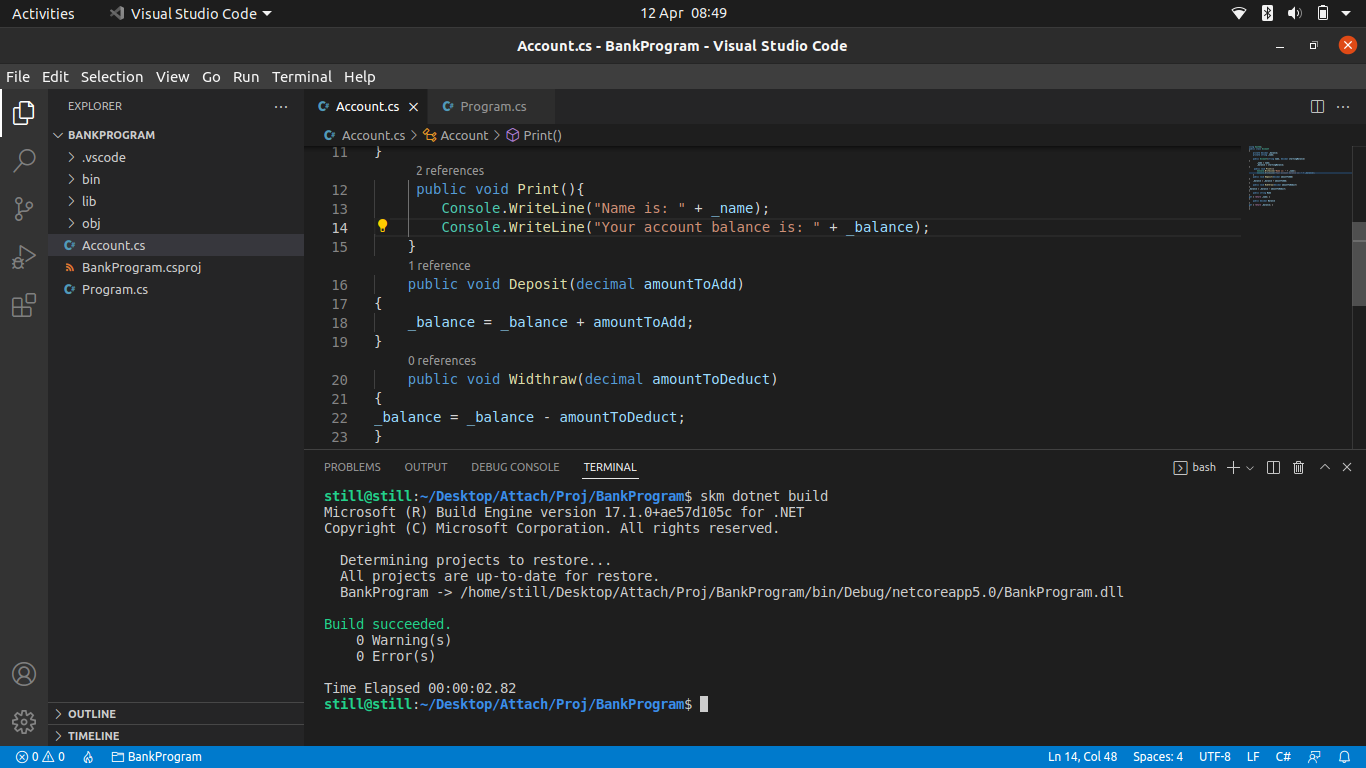 Activities Visual Studio Code 12 Apr 08:49
Account.cs - BankProgram - Visual Studio Code
File Edit Selection View Go Run Terminal Help
EXPLORER
BANKPROGRAM
.vscode
bin
lib
obj
Account.cs
BankProgram.csproj
Program.cs
OUTLINE
TIMELINE
Account.cs Program.cs
Account.cs > Account > Print()
11 }
2 references
12 public void Print(){
13 Console.WriteLine("Name is: " + _name);
14 Console.WriteLine("Your account balance is: " + _balance);
15 }
1 reference
16 public void Deposit(decimal amountToAdd)
17 {
18 _balance = _balance + amountToAdd;
19 }
0 references
20 public void Widthraw(decimal amountToDeduct)
21 {
22 _balance = _balance - amountToDeduct;
23 }
PROBLEMS OUTPUT DEBUG CONSOLE TERMINAL bash
still@still:~/Desktop/Attach/Proj/BankProgram$ skm dotnet build
Microsoft (R) Build Engine version 17.1.0+ae57d105c for .NET
Copyright (C) Microsoft Corporation. All rights reserved.
Determining projects to restore...
All projects are up-to-date for restore.
BankProgram -> /home/still/Desktop/Attach/Proj/BankProgram/bin/Debug/netcoreapp5.0/BankProgram.dll
Build succeeded.
0 Warning(s)
0 Error(s)
Time Elapsed 00:00:02.82
still@still:~/Desktop/Attach/Proj/BankProgram$
0 0 BankProgram Ln 14, Col 48 Spaces: 4 UTF-8 LF C#